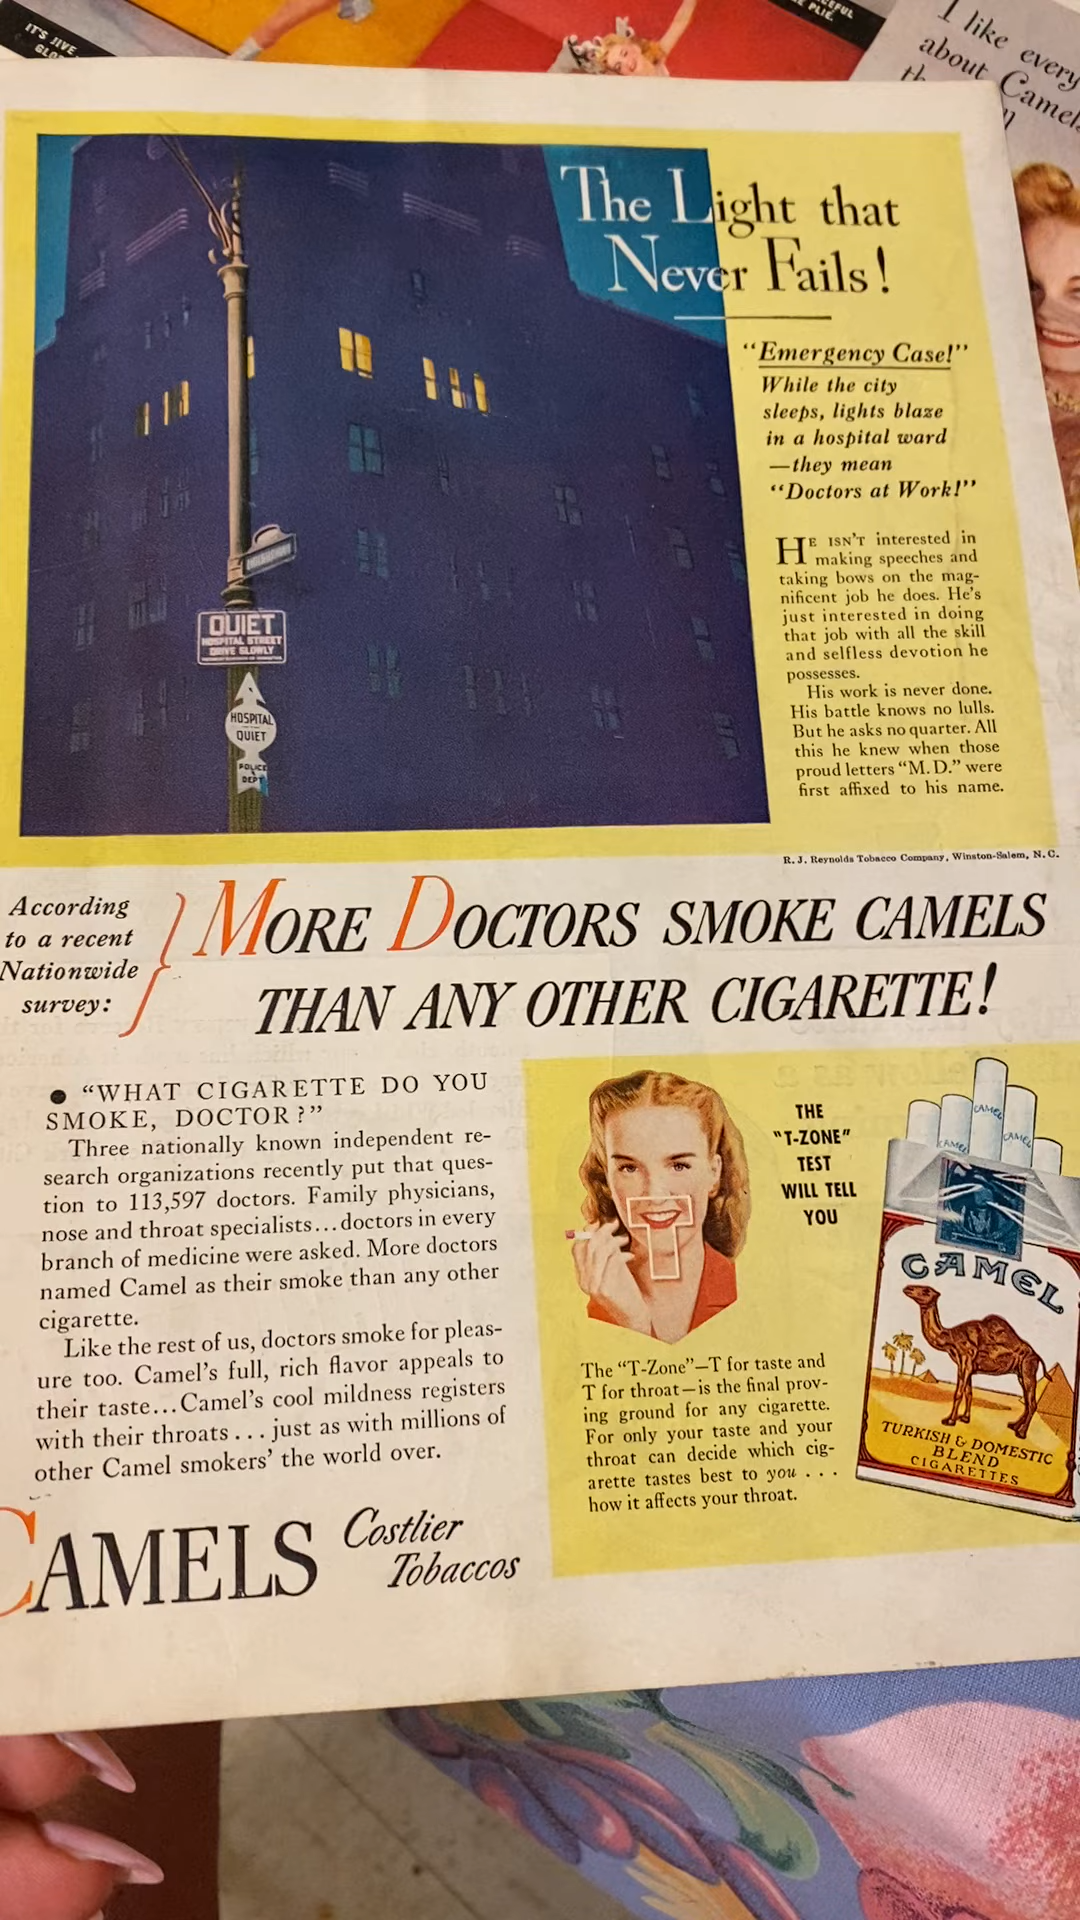 IT'S JIVE
PLIE.
I like every
about Camels
The Light that
Never Fails!
"Emergency Case!"
While the city
sleeps, lights blaze
in a hospital ward
—they mean
"Doctors at Work!"
HE ISN'T interested in
making speeches and
taking bows on the mag-
nificent job he does. He's
just interested in doing
that job with all the skill
and selfless devotion he
possesses.
His work is never done.
His battle knows no lulls.
But he asks no quarter. All
this he knew when those
proud letters "M. D." were
first affixed to his name.
QUIET
HOSPITAL STREET
DRIVE SLOWLY
HOSPITAL
QUIET
POLICE
DEPT
R. J. Reynolds Tobacco Company, Winston-Salem, N. C.
According
to a recent
Nationwide
survey:
MORE DOCTORS SMOKE CAMELS
THAN ANY OTHER CIGARETTE!
● "WHAT CIGARETTE DO YOU
SMOKE, DOCTOR?"
Three nationally known independent re-
search organizations recently put that ques-
tion to 113,597 doctors. Family physicians,
nose and throat specialists...doctors in every
branch of medicine were asked. More doctors
named Camel as their smoke than any other
cigarette.
Like the rest of us, doctors smoke for pleas-
ure too. Camel's full, rich flavor appeals to
their taste...Camel's cool mildness registers
with their throats...just as with millions of
other Camel smokers' the world over.
CAMELS
Costlier
Tobaccos
THE
"T-ZONE"
TEST
WILL TELL
YOU
The "T-Zone"—T for taste and
T for throat—is the final prov-
ing ground for any cigarette.
For only your taste and your
throat can decide which cig-
arette tastes best to you...
how it affects your throat.
CAMEL
CAMEL
CAMEL
CAMEL
TURKISH & DOMESTIC
BLEND
CIGARETTES